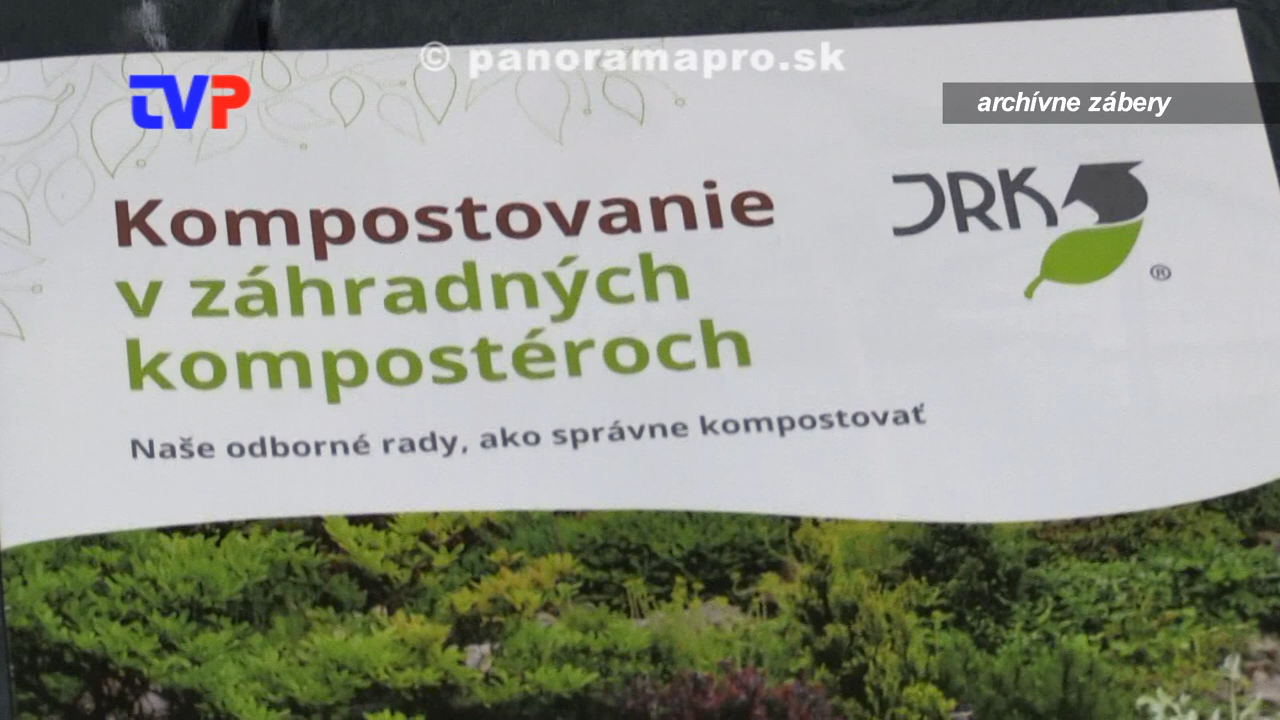 © panoramapro.sk
TVP
archívne zábery
JRK
®
Kompostovanie
v záhradných
kompostéroch
Naše odborné rady, ako správne kompostovať